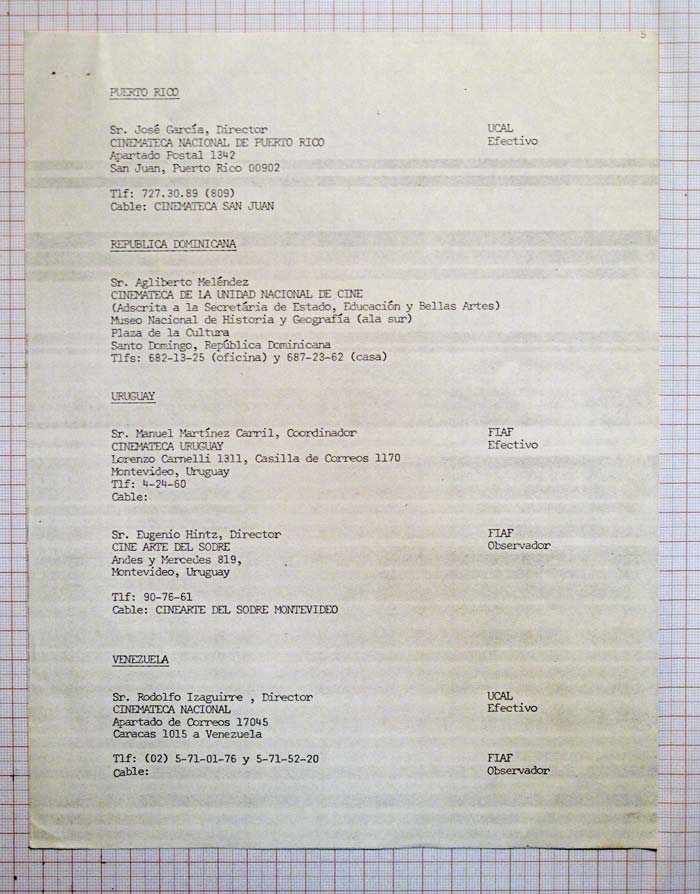 5
PUERTO RICO
Sr. José García, Director UCAL
CINEMATECA NACIONAL DE PUERTO RICO Efectivo
Apartado Postal 1342
San Juan, Puerto Rico 00902
Tlf: 727.30.89 (809)
Cable: CINEMATECA SAN JUAN
REPUBLICA DOMINICANA
Sr. Agliberto Meléndez
CINEMATECA DE LA UNIDAD NACIONAL DE CINE
(Adscrita a la Secretária de Estado, Educación y Bellas Artes)
Museo Nacional de Historia y Geografía (ala sur)
Plaza de la Cultura
Santo Domingo, República Dominicana
Tlfs: 682-13-25 (oficina) y 687-23-62 (casa)
URUGUAY
Sr. Manuel Martínez Carril, Coordinador FIAF
CINEMATECA URUGUAY Efectivo
Lorenzo Carnelli 1311, Casilla de Correos 1170
Montevideo, Uruguay
Tlf: 4-24-60
Cable:
Sr. Eugenio Hintz, Director FIAF
CINE ARTE DEL SODRE Observador
Andes y Mercedes 819,
Montevideo, Uruguay
Tlf: 90-76-61
Cable: CINEARTE DEL SODRE MONTEVIDEO
VENEZUELA
Sr. Rodolfo Izaguirre , Director UCAL
CINEMATECA NACIONAL Efectivo
Apartado de Correos 17045
Caracas 1015 a Venezuela
Tlf: (02) 5-71-01-76 y 5-71-52-20 FIAF
Cable: Observador